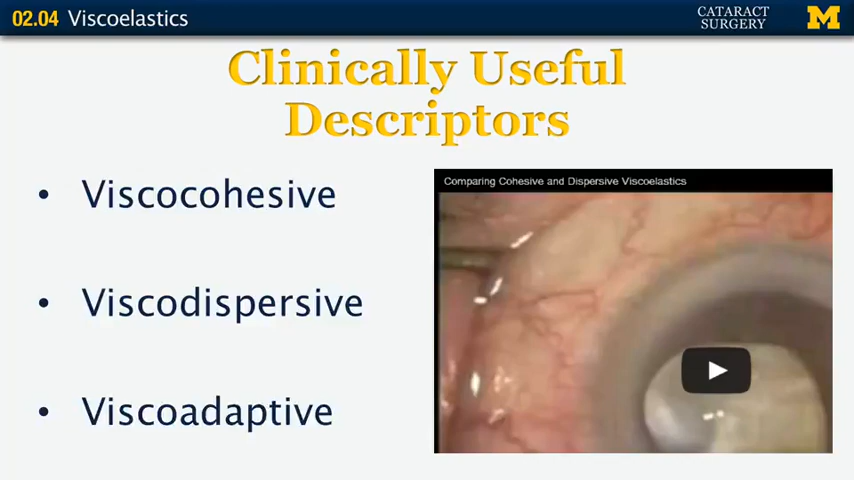 02.04 Viscoelastics
CATARACT
SURGERY
M
Clinically Useful
Descriptors
• Viscocohesive
• Viscodispersive
• Viscoadaptive
Comparing Cohesive and Dispersive Viscoelastics